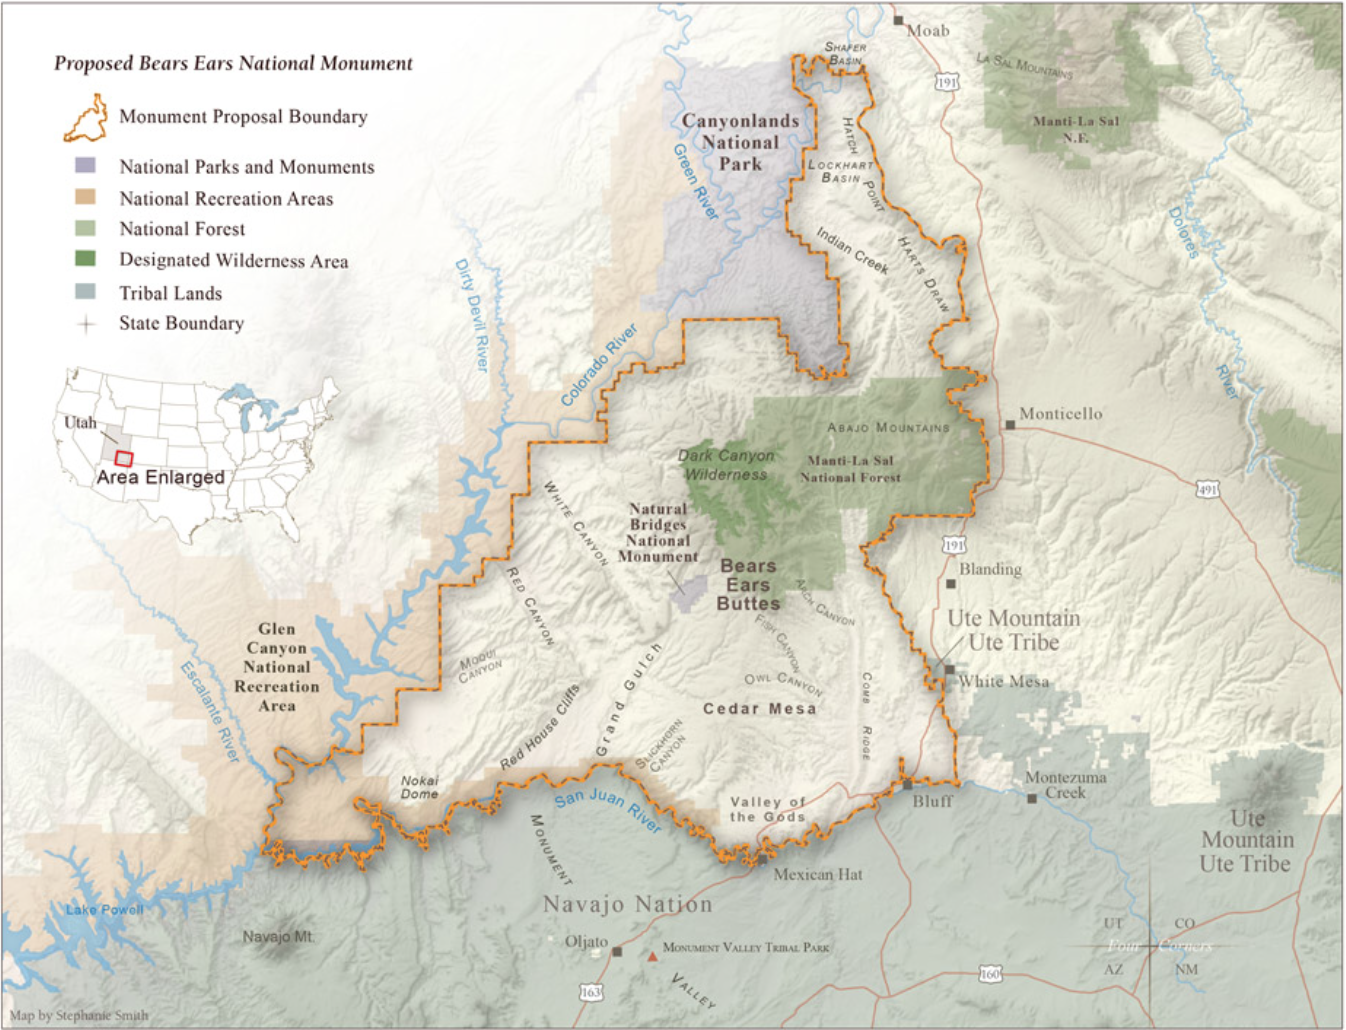 Proposed Bears Ears National Monument
Monument Proposal Boundary
National Parks and Monuments
National Recreation Areas
National Forest
Designated Wilderness Area
Tribal Lands
State Boundary
Utah
Area Enlarged
Moab
SHAFER
BASIN
LA SAL MOUNTAINS
191
Manti-La Sal
N.F.
Canyonlands
National
Park
Green River
HATCH
POINT
LOCKHART
BASIN
Indian Creek
HARTS DRAW
Dolores
River
Dirty Devil River
Colorado River
Monticello
491
ABAJO MOUNTAINS
Manti-La Sal
National Forest
Dark Canyon
Wilderness
WHITE CANYON
Natural
Bridges
National
Monument
Bears
Ears
Buttes
191
Blanding
RED CANYON
ARCH CANYON
FISH CANYON
OWL CANYON
Ute Mountain
Ute Tribe
White Mesa
Glen
Canyon
National
Recreation
Area
Escalante River
MOQUI
CANYON
Red House Cliffs
Grand Gulch
SLICKHORN
CANYON
Cedar Mesa
COMB RIDGE
Nokai
Dome
San Juan River
Valley of
the Gods
Bluff
Montezuma
Creek
Ute
Mountain
Ute Tribe
MONUMENT
VALLEY
Mexican Hat
Navajo Nation
Lake Powell
Navajo Mt.
Oljato
MONUMENT VALLEY TRIBAL PARK
163
160
UT
CO
Four Corners
AZ
NM
Map by Stephanie Smith